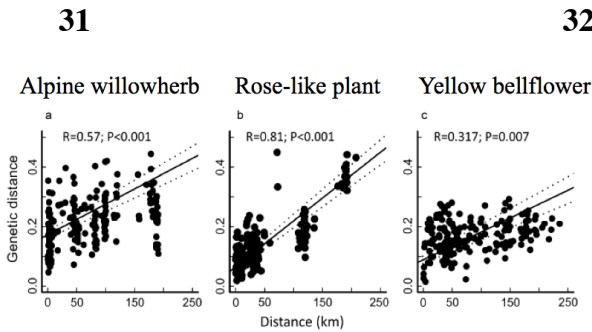 31 32
Alpine willowherb Rose-like plant Yellow bellflower
a b c
R=0.57; P<0.001 R=0.81; P<0.001 R=0.317; P=0.007
Genetic distance
0.4 0.4 0.4
0.2 0.2 0.2
0.0 0.0 0.0
0 50 150 250 0 50 150 250 0 50 150 250
Distance (km)